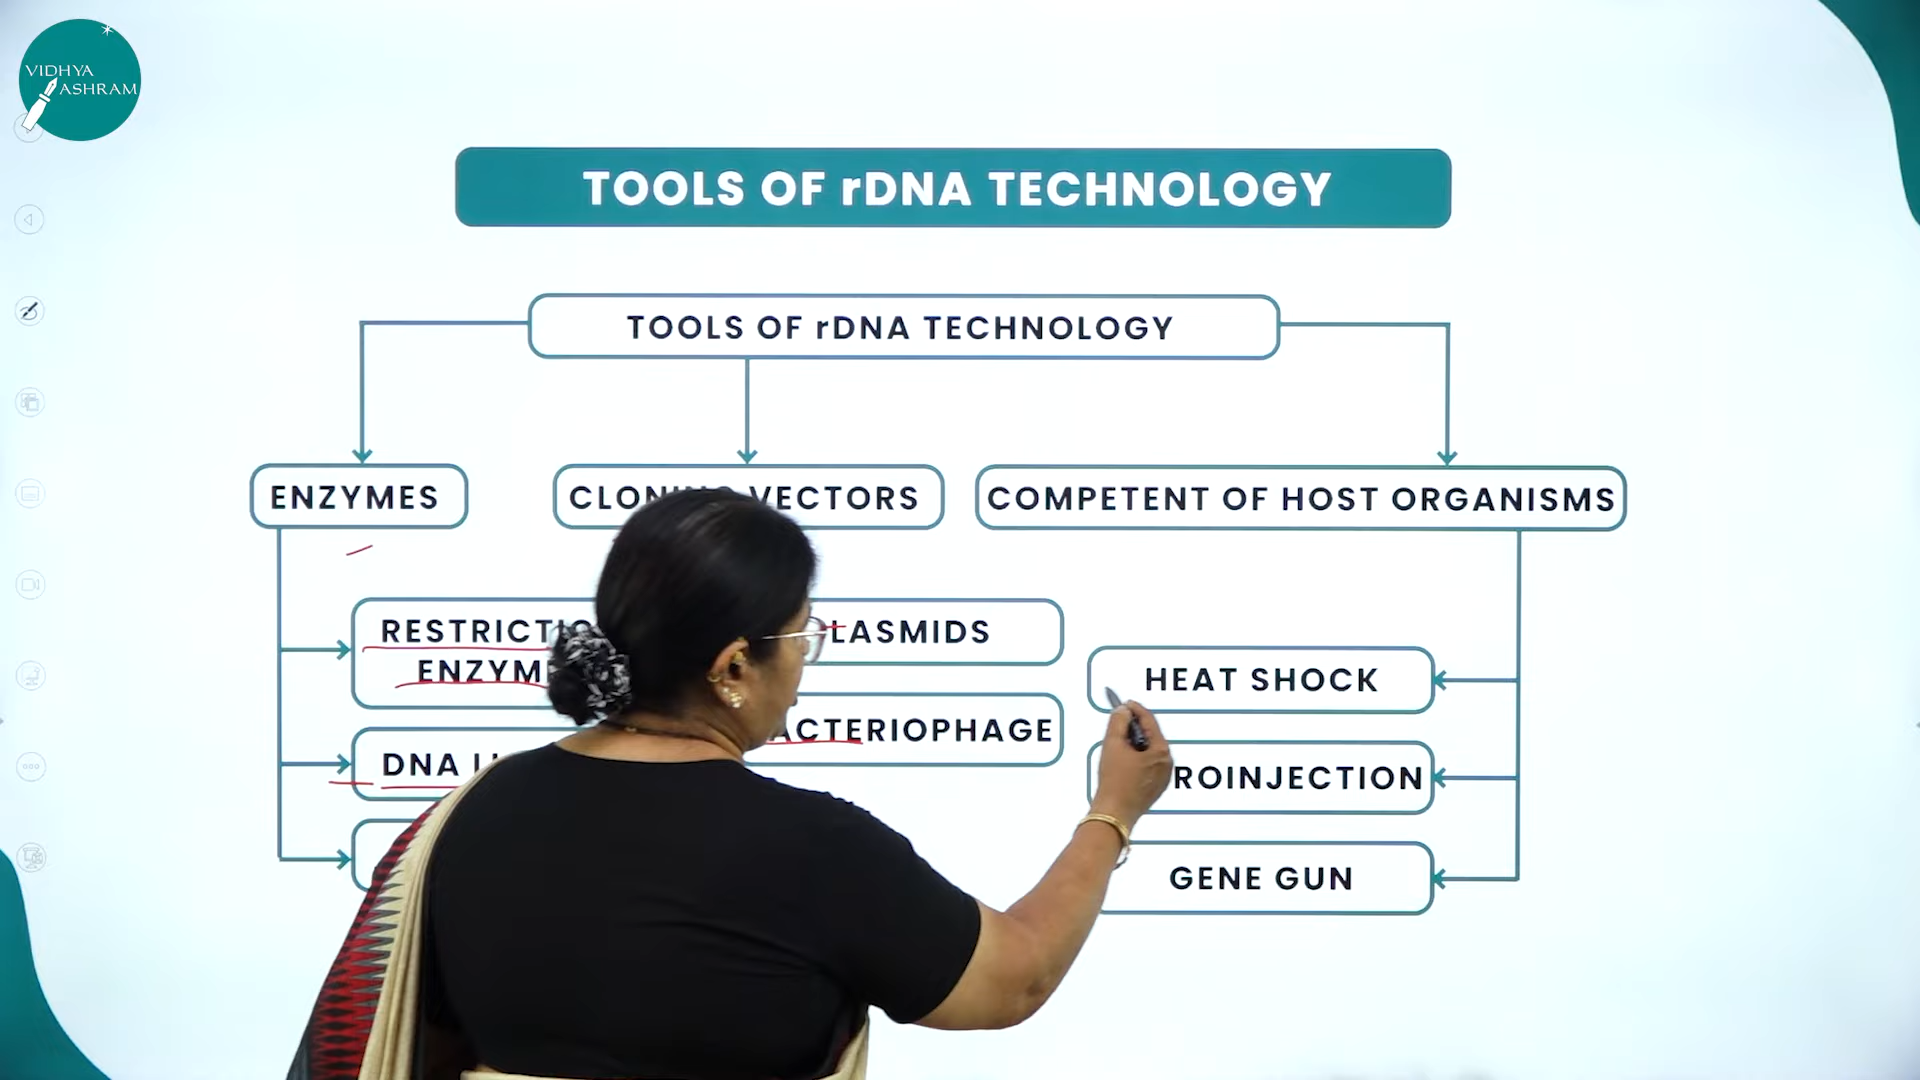 VIDHYA
ASHRAM
TOOLS OF rDNA TECHNOLOGY
TOOLS OF rDNA TECHNOLOGY
ENZYMES
VECTORS
COMPETENT OF HOST ORGANISMS
ENZYM
DNA
LASMIDS
ACTERIOPHAGE
HEAT SHOCK
ROINJECTION
GENE GUN